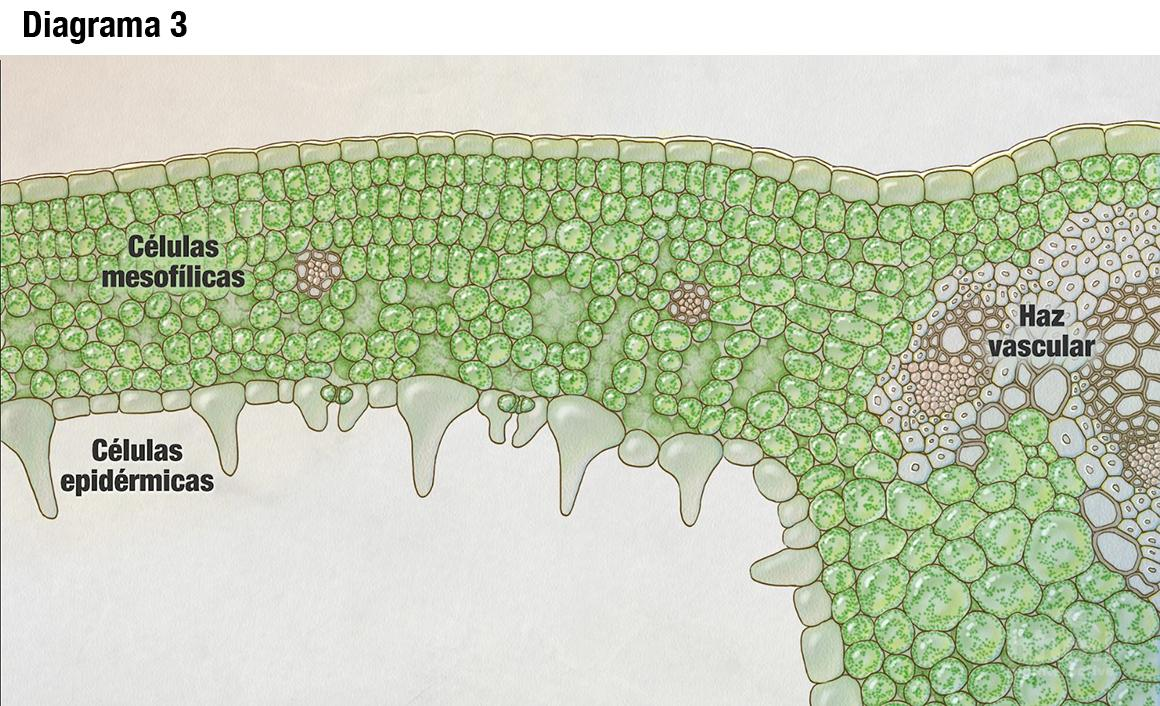 Diagrama 3
Células
mesofílicas
Haz
vascular
Células
epidérmicas